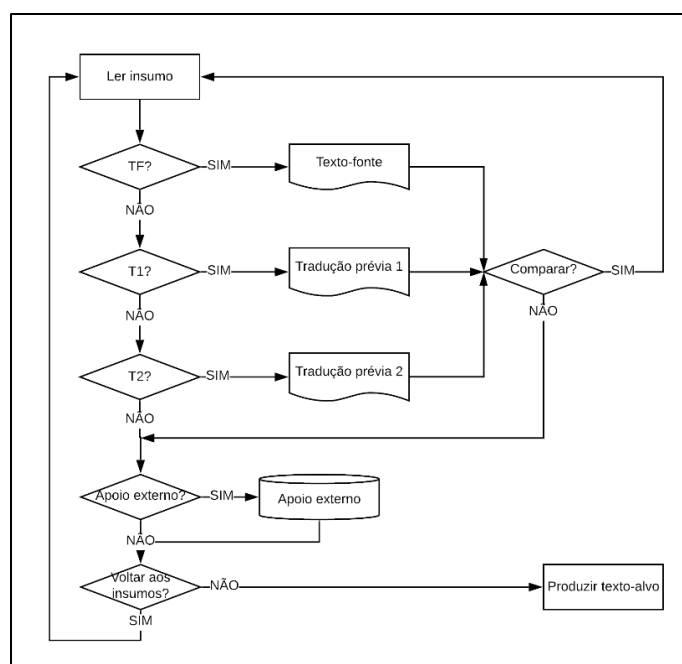 Ler insumo
TF?
SIM
Texto-fonte
NÃO
T1?
SIM
Tradução prévia 1
Comparar?
SIM
NÃO
NÃO
T2?
SIM
Tradução prévia 2
NÃO
Apoio externo?
SIM
Apoio externo
NÃO
Voltar aos
insumos?
NÃO
Produzir texto-alvo
SIM